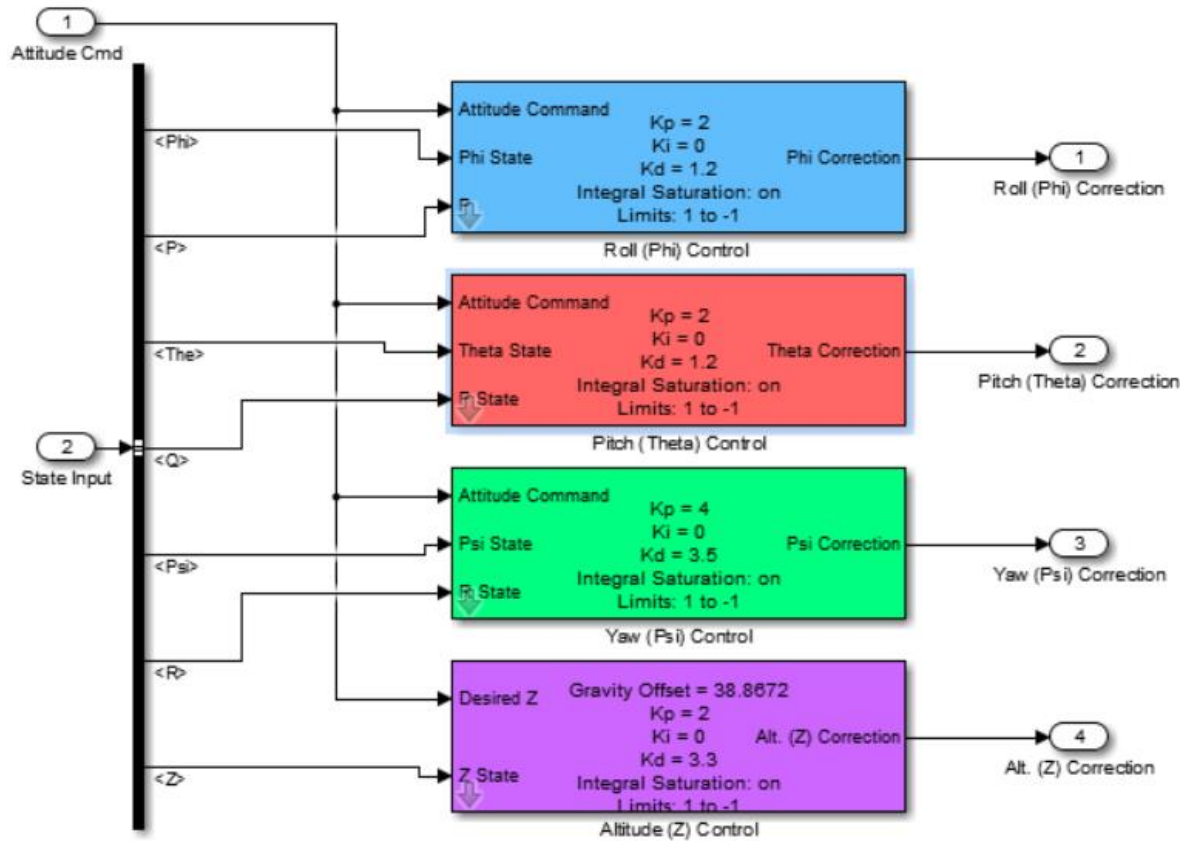 1
Attitude Cmd
<Phi>
<P>
<The>
2
State Input
<Q>
<Psi>
<R>
<Z>
Attitude Command
Phi State
P
Kp = 2
Ki = 0
Kd = 1.2
Integral Saturation: on
Limits: 1 to -1
Phi Correction
Roll (Phi) Control
1
Roll (Phi) Correction
Attitude Command
Theta State
State
Kp = 2
Ki = 0
Kd = 1.2
Integral Saturation: on
Limits: 1 to -1
Theta Correction
Pitch (Theta) Control
2
Pitch (Theta) Correction
Attitude Command
Psi State
R State
Kp = 4
Ki = 0
Kd = 3.5
Integral Saturation: on
Limits: 1 to -1
Psi Correction
Yaw (Psi) Control
3
Yaw (Psi) Correction
Desired Z
Z State
Gravity Offset = 38.8672
Kp = 2
Ki = 0
Kd = 3.3
Integral Saturation: on
Limits: 1 to -1
Alt. (Z) Correction
Altitude (Z) Control
4
Alt. (Z) Correction